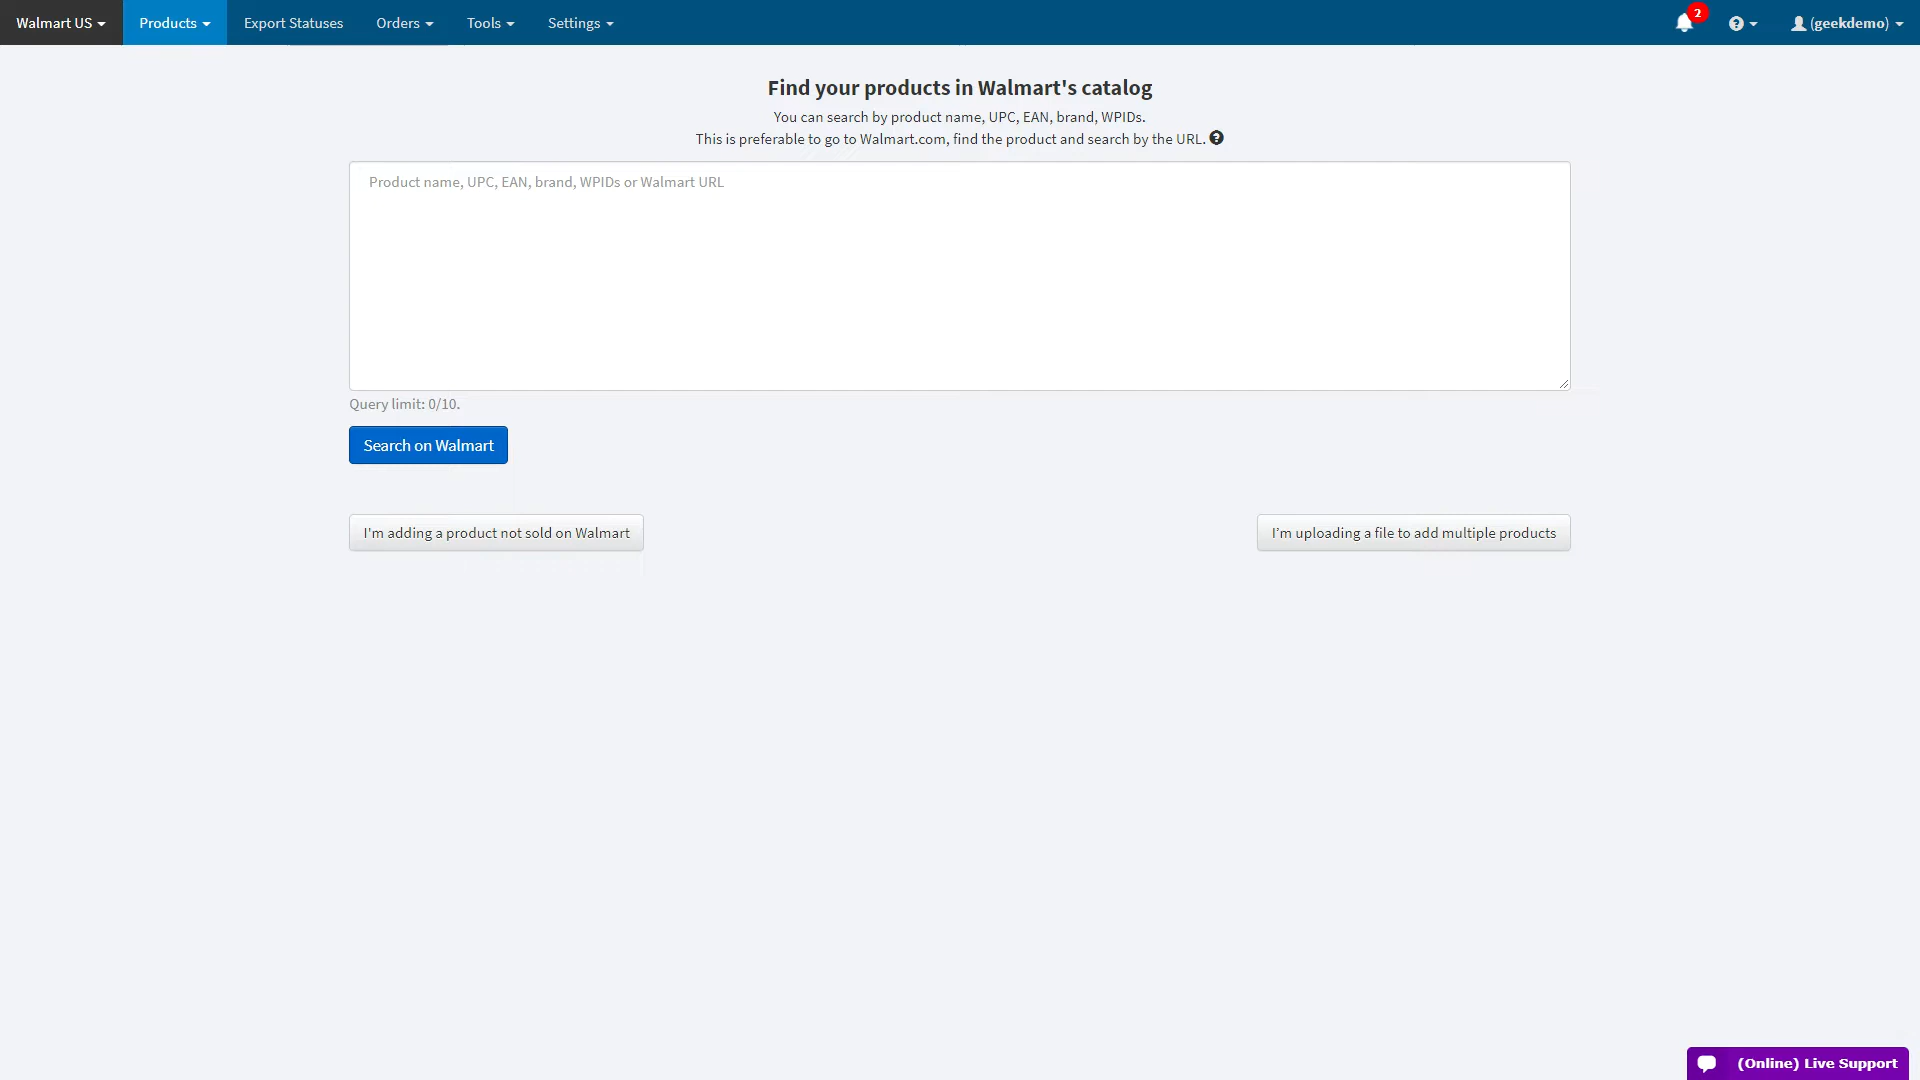 Walmart US
Products
Export Statuses
Orders
Tools
Settings
2
(geekdemo)
Find your products in Walmart's catalog
You can search by product name, UPC, EAN, brand, WPIDs.
This is preferable to go to Walmart.com, find the product and search by the URL.
Product name, UPC, EAN, brand, WPIDs or Walmart URL
Query limit: 0/10.
Search on Walmart
I'm adding a product not sold on Walmart
I’m uploading a file to add multiple products
(Online) Live Support